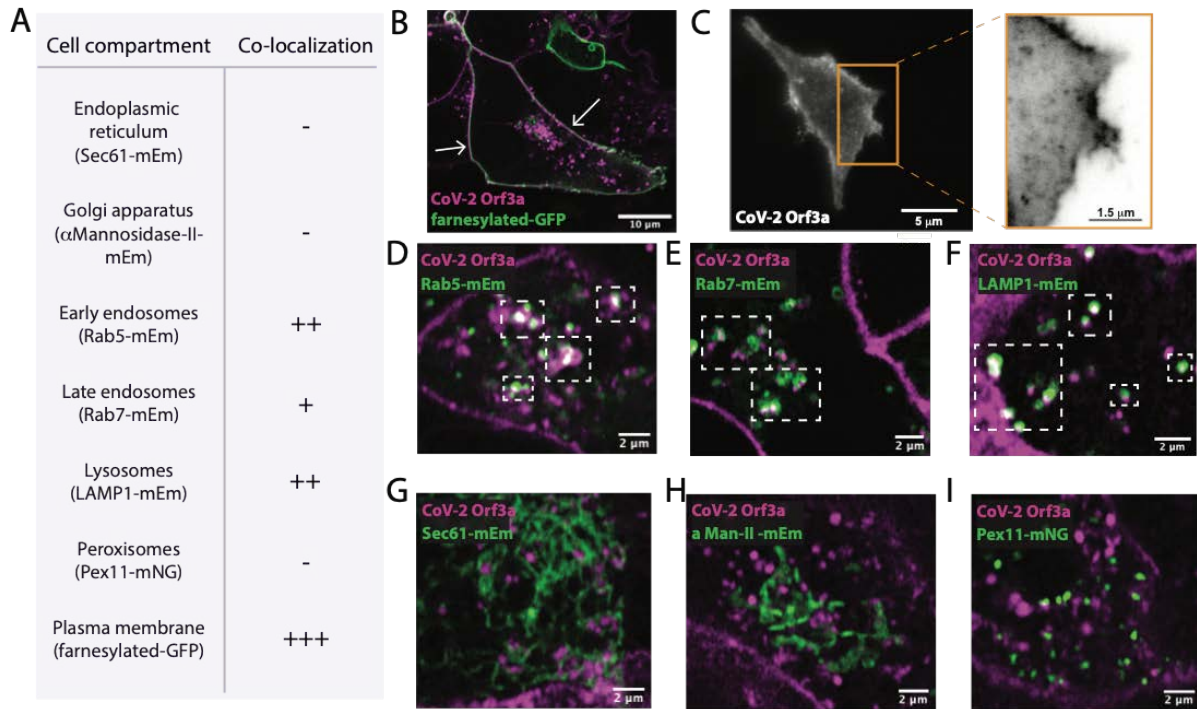 A
Cell compartment Co-localization
Endoplasmic
reticulum
(Sec61-mEm)
-
Golgi apparatus
(αMannosidase-II-
mEm)
-
Early endosomes
(Rab5-mEm)
++
Late endosomes
(Rab7-mEm)
+
Lysosomes
(LAMP1-mEm)
++
Peroxisomes
(Pex11-mNG)
-
Plasma membrane
(farnesylated-GFP)
+++
B
CoV-2 Orf3a
farnesylated-GFP
10 µm
C
CoV-2 Orf3a
5 µm
1.5 µm
D
CoV-2 Orf3a
Rab5-mEm
2 µm
E
CoV-2 Orf3a
Rab7-mEm
2 µm
F
CoV-2 Orf3a
LAMP1-mEm
2 µm
G
CoV-2 Orf3a
Sec61-mEm
2 µm
H
CoV-2 Orf3a
a Man-II -mEm
2 µm
I
CoV-2 Orf3a
Pex11-mNG
2 µm